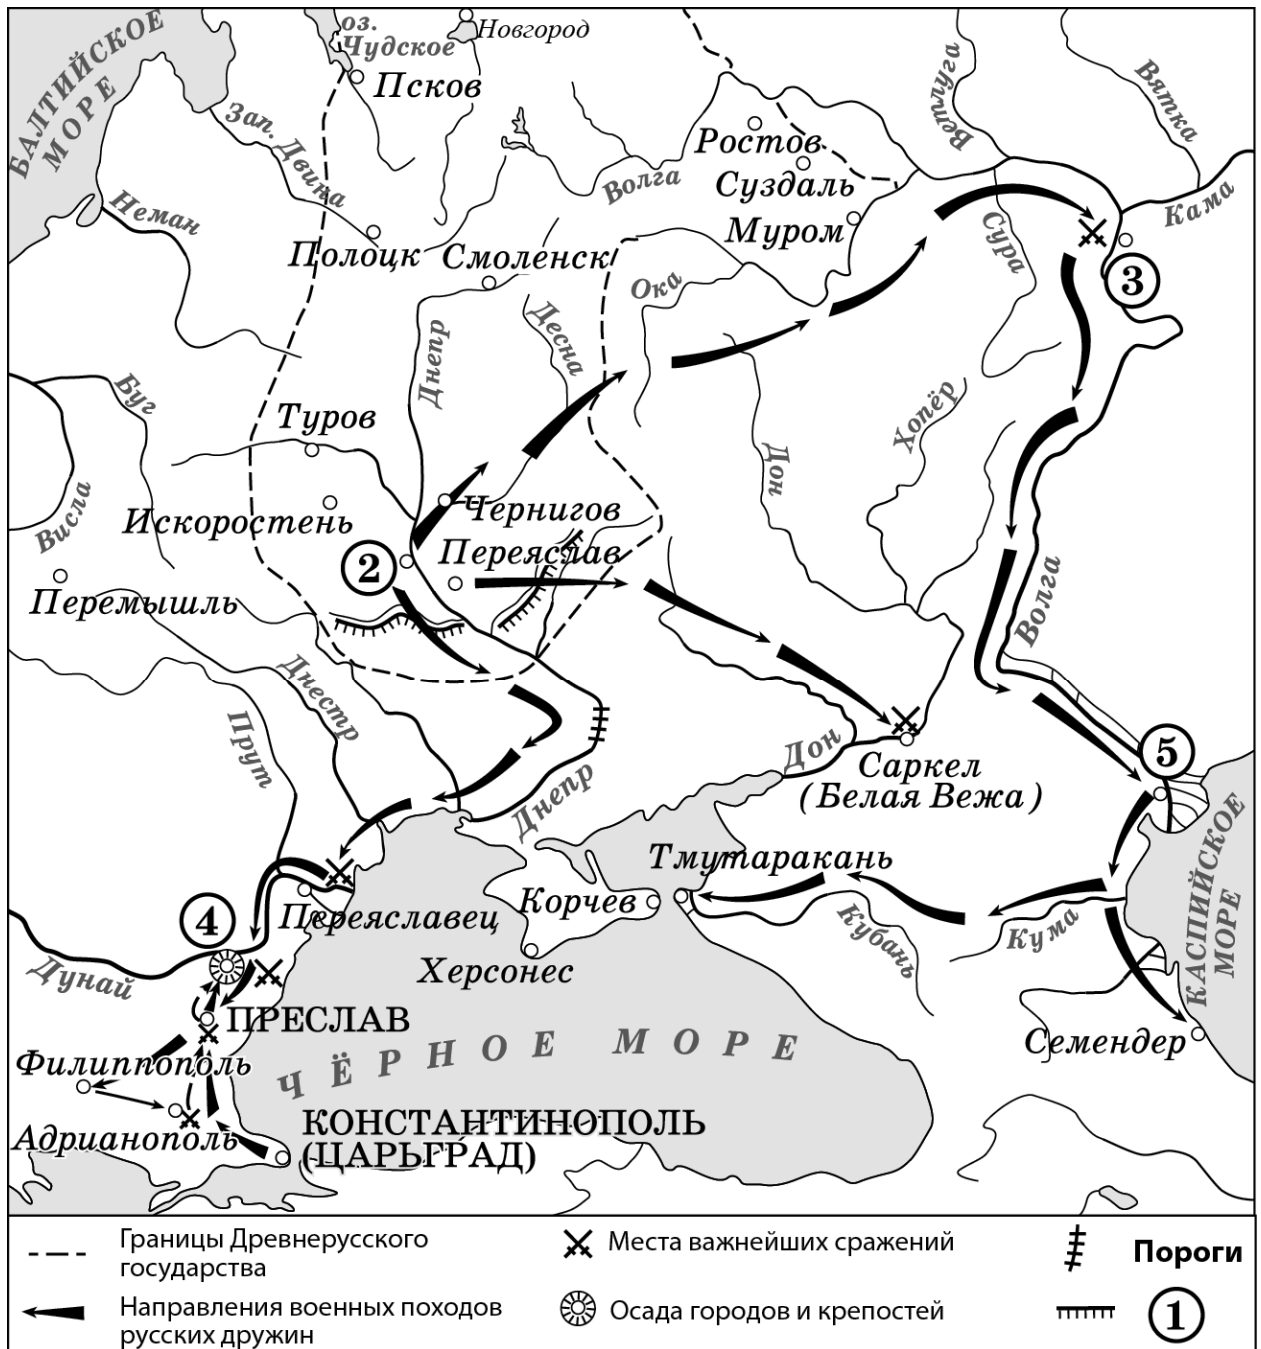 БАЛТИЙСКОЕ
МОРЕ
оз.
Чудское
Новгород
Псков
Зап. Двина
Неман
Полоцк
Смоленск
Волга
Ростов
Суздаль
Муром
Ветлуга
Вятка
Кама
Сура
3
Ока
Днепр
Десна
Буг
Туров
Хопёр
Дон
Висла
Искоростень
Чернигов
Переяслав
2
Перемышль
Волга
Днестр
Прут
Дон
Саркел
(Белая Вежа)
5
Днепр
КАСПИЙСКОЕ
МОРЕ
Тмутаракань
Корчев
Переяславец
4
Херсонес
Кубань
Кума
Дунай
ПРЕСЛАВ
Семендер
Филиппополь
ЧЁРНОЕ МОРЕ
Адрианополь
КОНСТАНТИНОПОЛЬ
(ЦАРЬГРАД)
Границы Древнерусского
государства
Места важнейших сражений
Пороги
Направления военных походов
русских дружин
Осада городов и крепостей
1